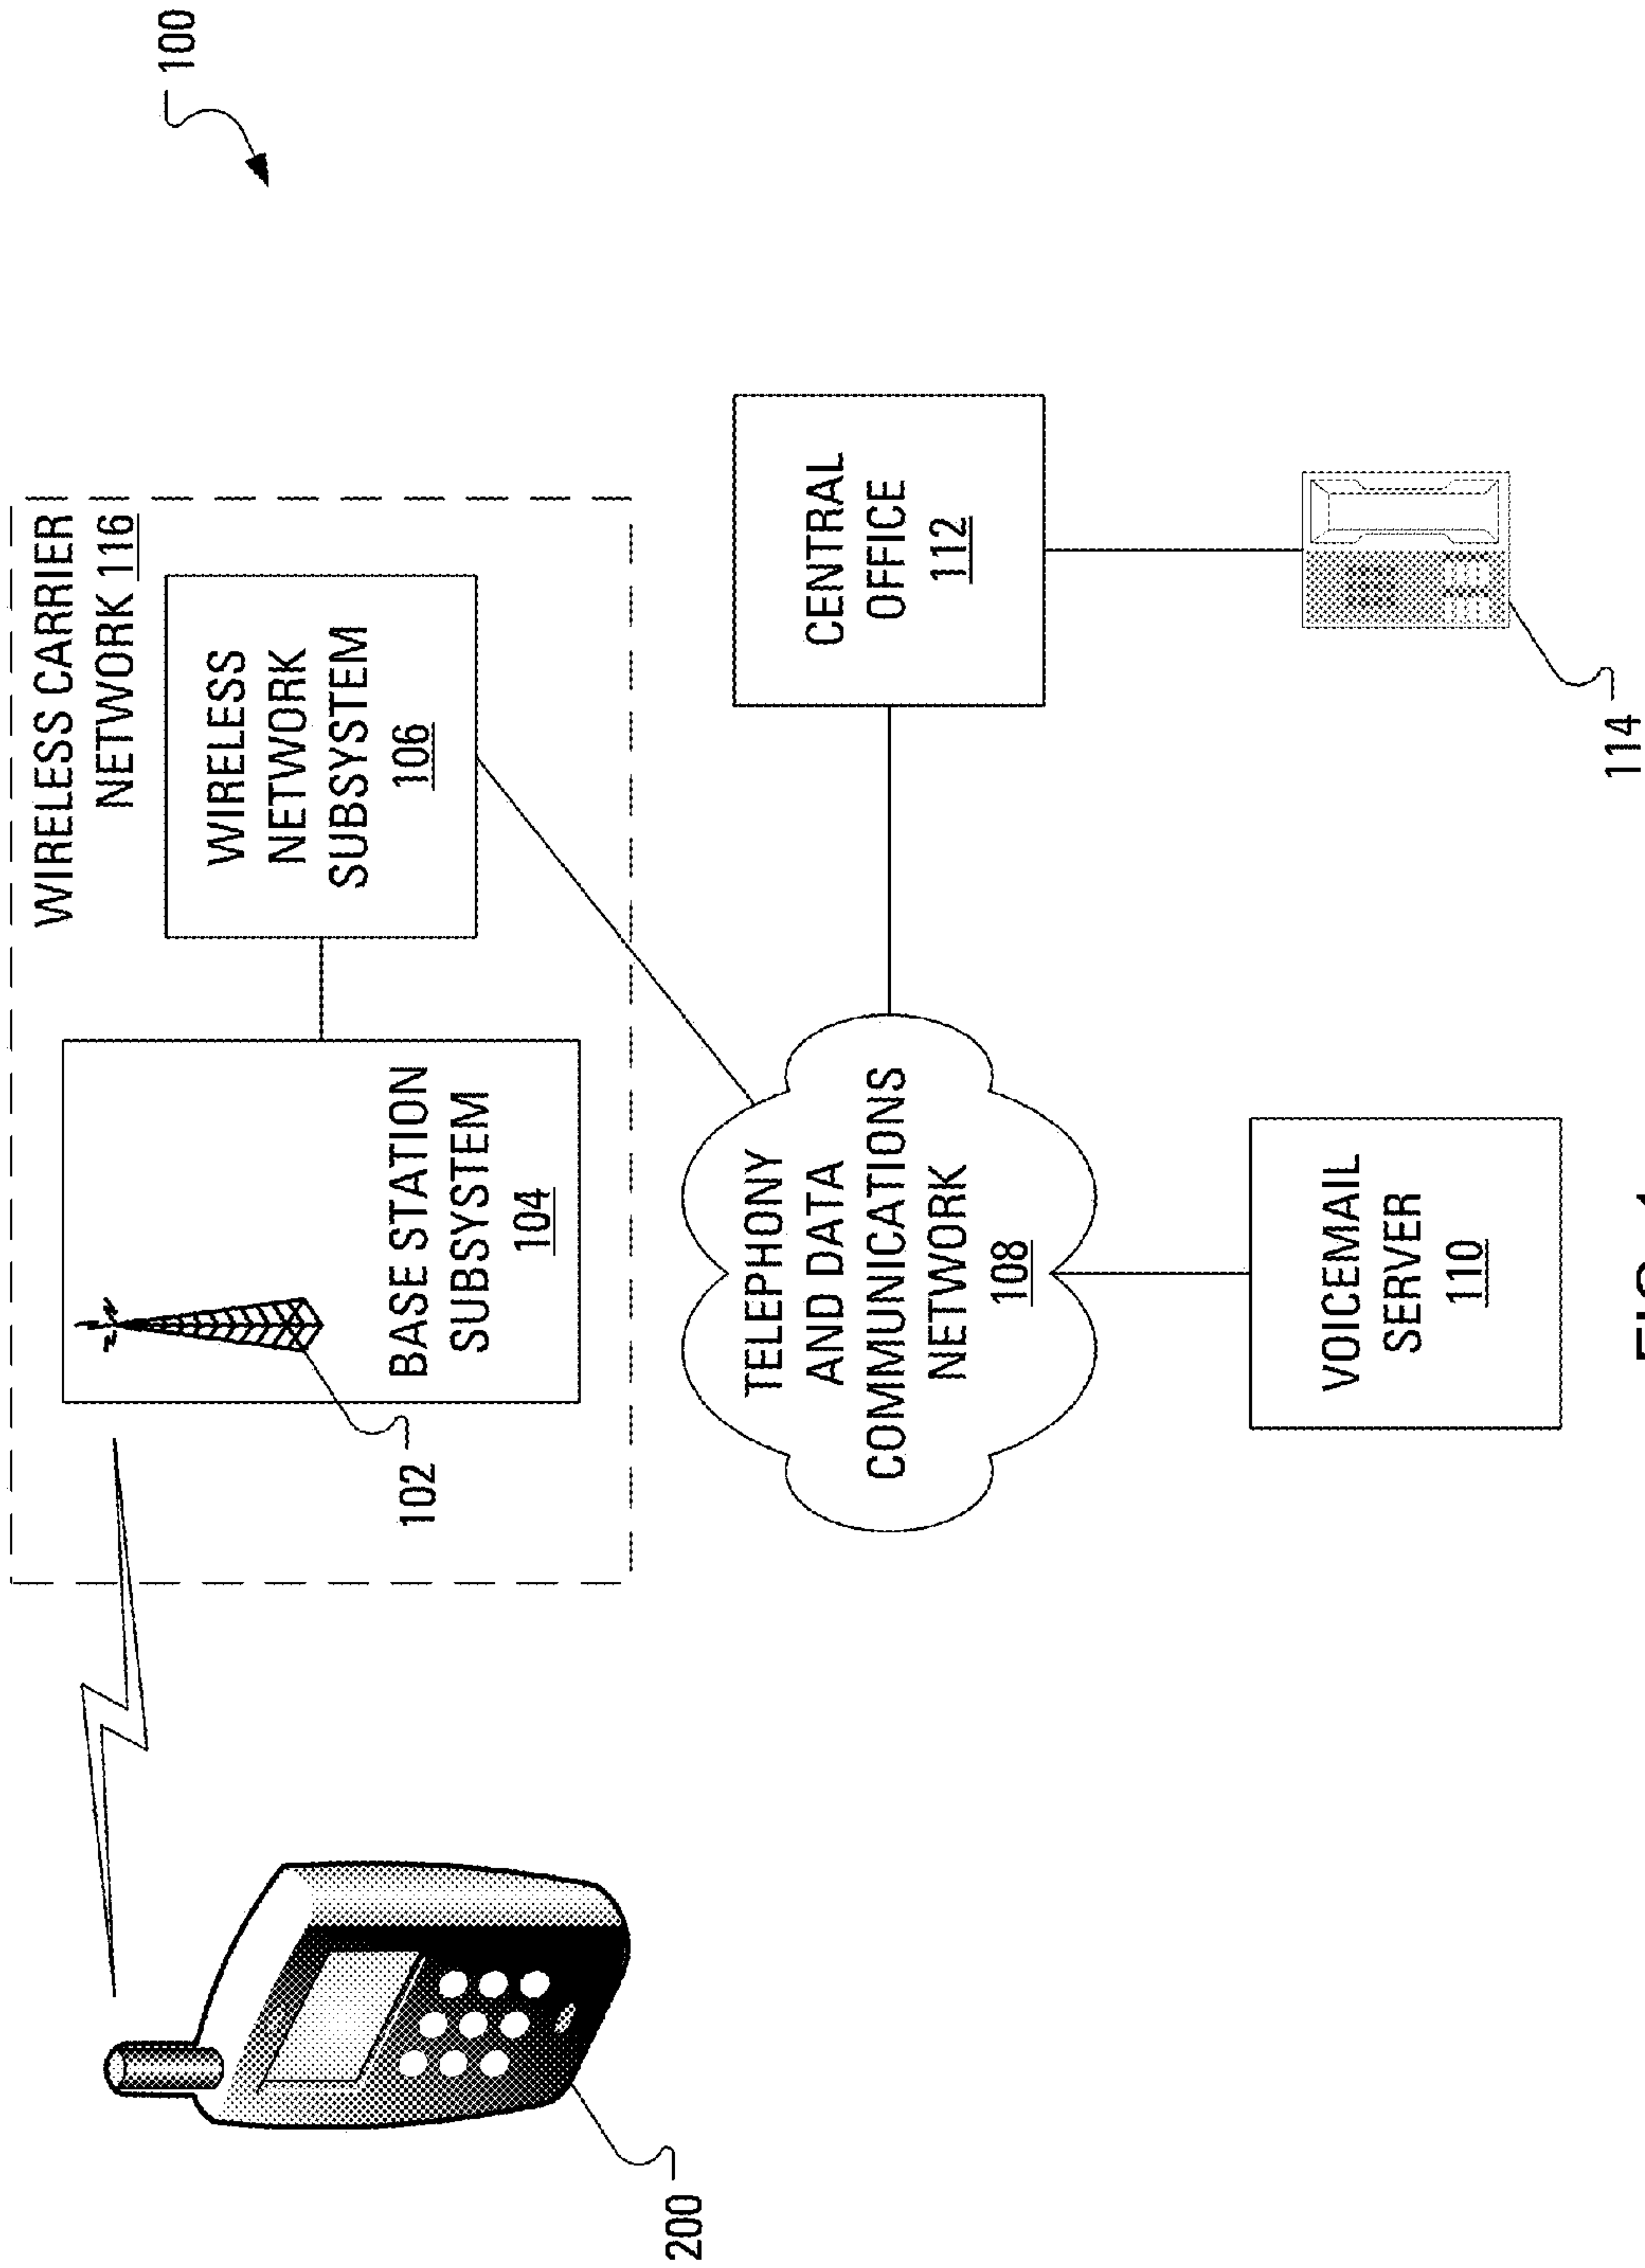 100
WIRELESS CARRIER
NETWORK 116
WIRELESS
NETWORK
SUBSYSTEM
106
BASE STATION
SUBSYSTEM
104
102
200
TELEPHONY
AND DATA
COMMUNICATIONS
NETWORK
108
CENTRAL
OFFICE
112
VOICEMAIL
SERVER
110
114